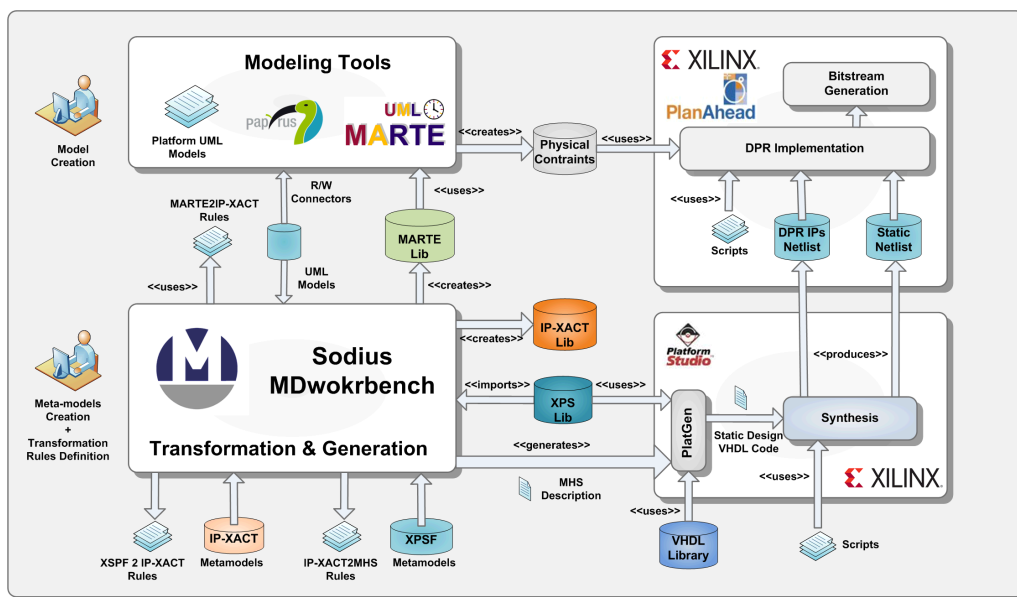 Modeling Tools
Platform UML
Models
papyrus
UML
MARTE
Model
Creation
<<creates>>
Physical
Contraints
<<uses>>
XILINX®
PlanAhead
Bitstream
Generation
DPR Implementation
<<uses>>
Scripts
DPR IPs
Netlist
Static
Netlist
MARTE2IP-XACT
Rules
R/W
Connectors
<<uses>>
MARTE
Lib
UML
Models
<<uses>>
<<creates>>
Meta-models
Creation
+
Transformation
Rules Definition
M
Sodius
MDwokrbench
Transformation & Generation
<<creates>>
IP-XACT
Lib
<<imports>>
XPS
Lib
<<uses>>
<<generates>>
MHS
Description
Platform
Studio
PlatGen
Static Design
VHDL Code
<<produces>>
Synthesis
<<uses>>
XILINX®
<<uses>>
VHDL
Library
Scripts
XSPF 2 IP-XACT
Rules
IP-XACT
Metamodels
IP-XACT2MHS
Rules
XPSF
Metamodels